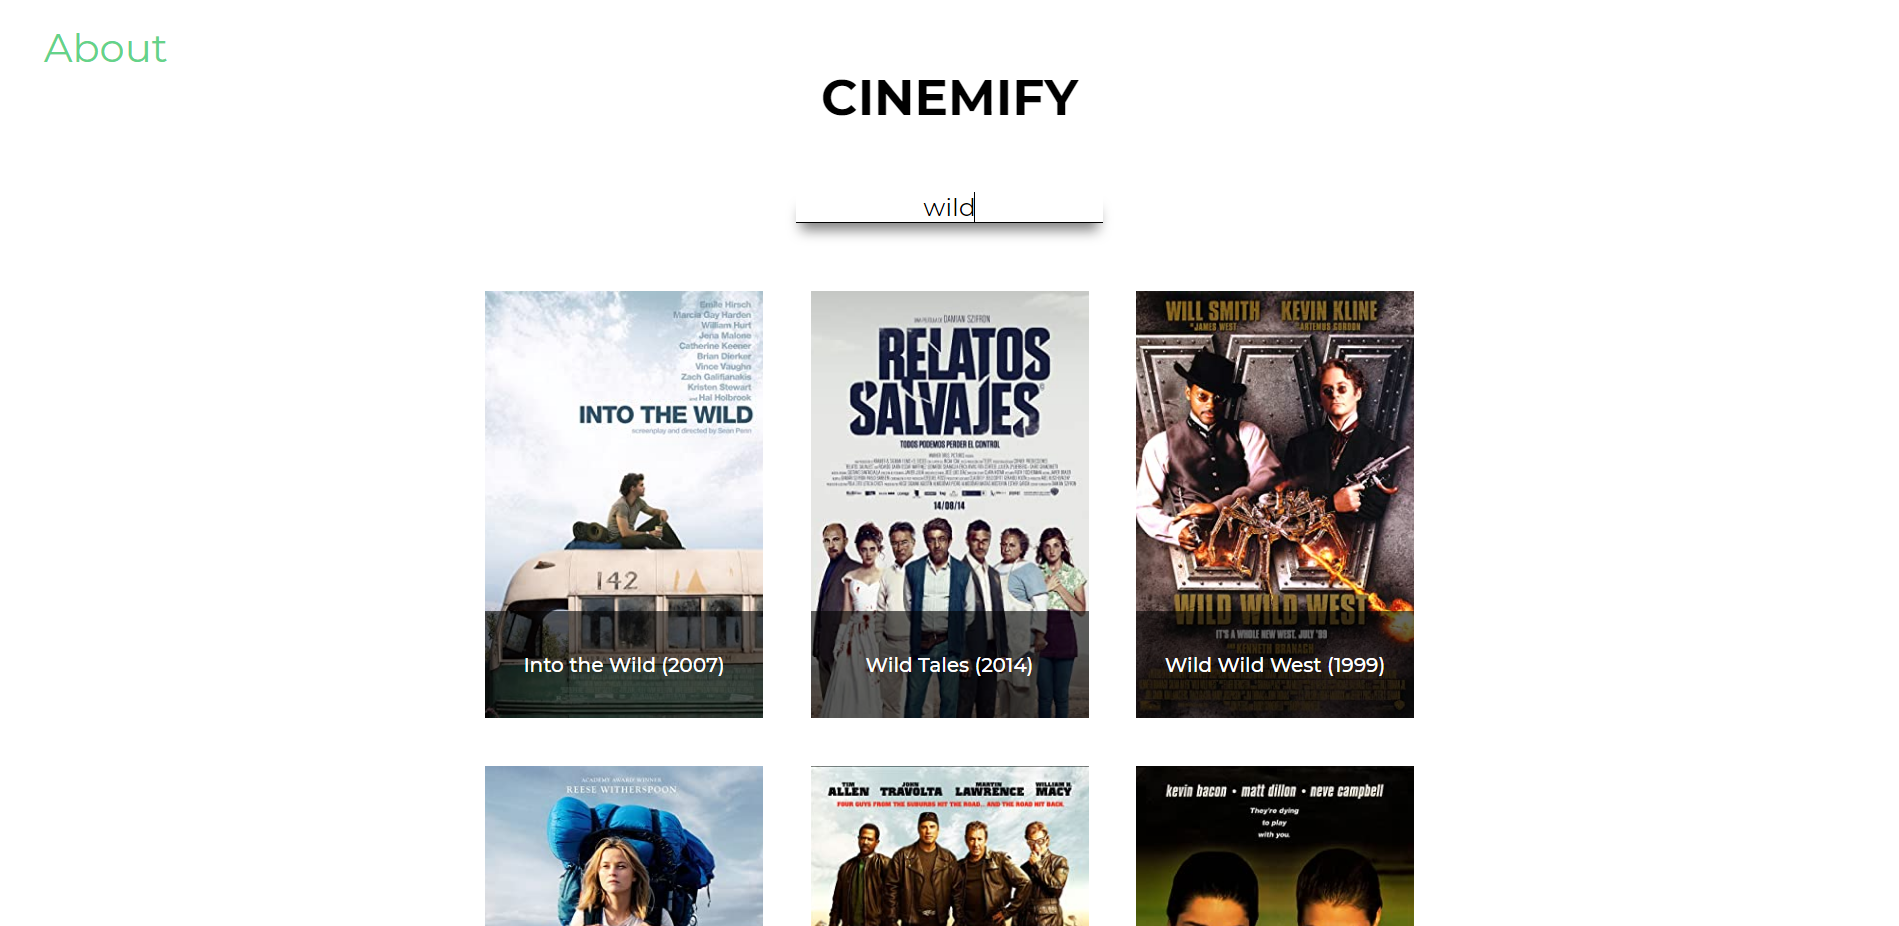 About
CINEMIFY
wild
Emile Hirsch
Marcia Gay Harden
William Hurt
Jena Malone
Catherine Keener
Brian Dierker
Vince Vaughn
Zach Galifianakis
Kristen Stewart
and Hal Holbrook
INTO THE WILD
screenplay and directed by Sean Penn
142
Into the Wild (2007)
UNA PELÍCULA DE DAMIAN SZIFRON
RELATOS
SALVAJES
TODOS PODEMOS PERDER EL CONTROL
14/08/14
Wild Tales (2014)
WILL SMITH KEVIN KLINE
"JAMES WEST" "ARTEMUS GORDON"
WILD WILD WEST
IT'S A WHOLE NEW WEST. JULY '99
AND KENNETH BRANAGH
Wild Wild West (1999)
ACADEMY AWARD WINNER
REESE WITHERSPOON
TIM ALLEN JOHN TRAVOLTA MARTIN LAWRENCE WILLIAM H. MACY
FOUR GUYS FROM THE SUBURBS HIT THE ROAD... AND THE ROAD HIT BACK.
kevin bacon • matt dillon • neve campbell
They're dying
to play
with you.